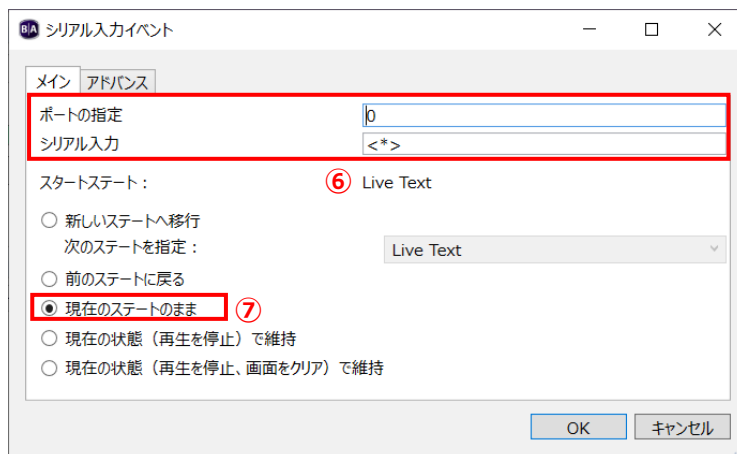 BA シリアル入力イベント
メイン アドバンス
ポートの指定 0
シリアル入力 <*>
スタートステート： ⑥ Live Text
新しいステートへ移行
次のステートを指定： Live Text
前のステートに戻る
現在のステートのまま ⑦
現在の状態（再生を停止）で維持
現在の状態（再生を停止、画面をクリア）で維持
OK キャンセル